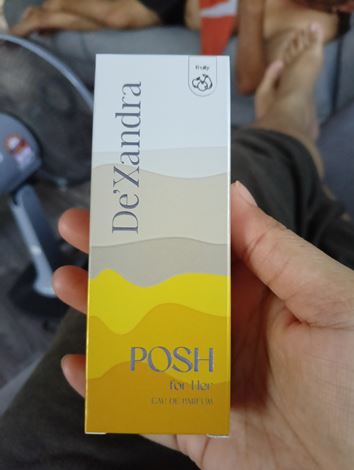 fruity
De'Xandra
POSH
for Her
EAU DE PARFUM